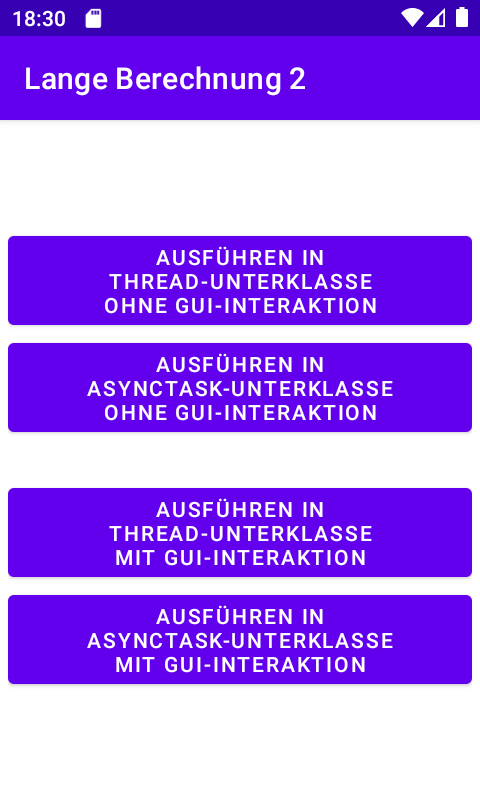 18:30
Lange Berechnung 2
AUSFÜHREN IN
THREAD-UNTERKLASSE
OHNE GUI-INTERAKTION
AUSFÜHREN IN
ASYNCTASK-UNTERKLASSE
OHNE GUI-INTERAKTION
AUSFÜHREN IN
THREAD-UNTERKLASSE
MIT GUI-INTERAKTION
AUSFÜHREN IN
ASYNCTASK-UNTERKLASSE
MIT GUI-INTERAKTION